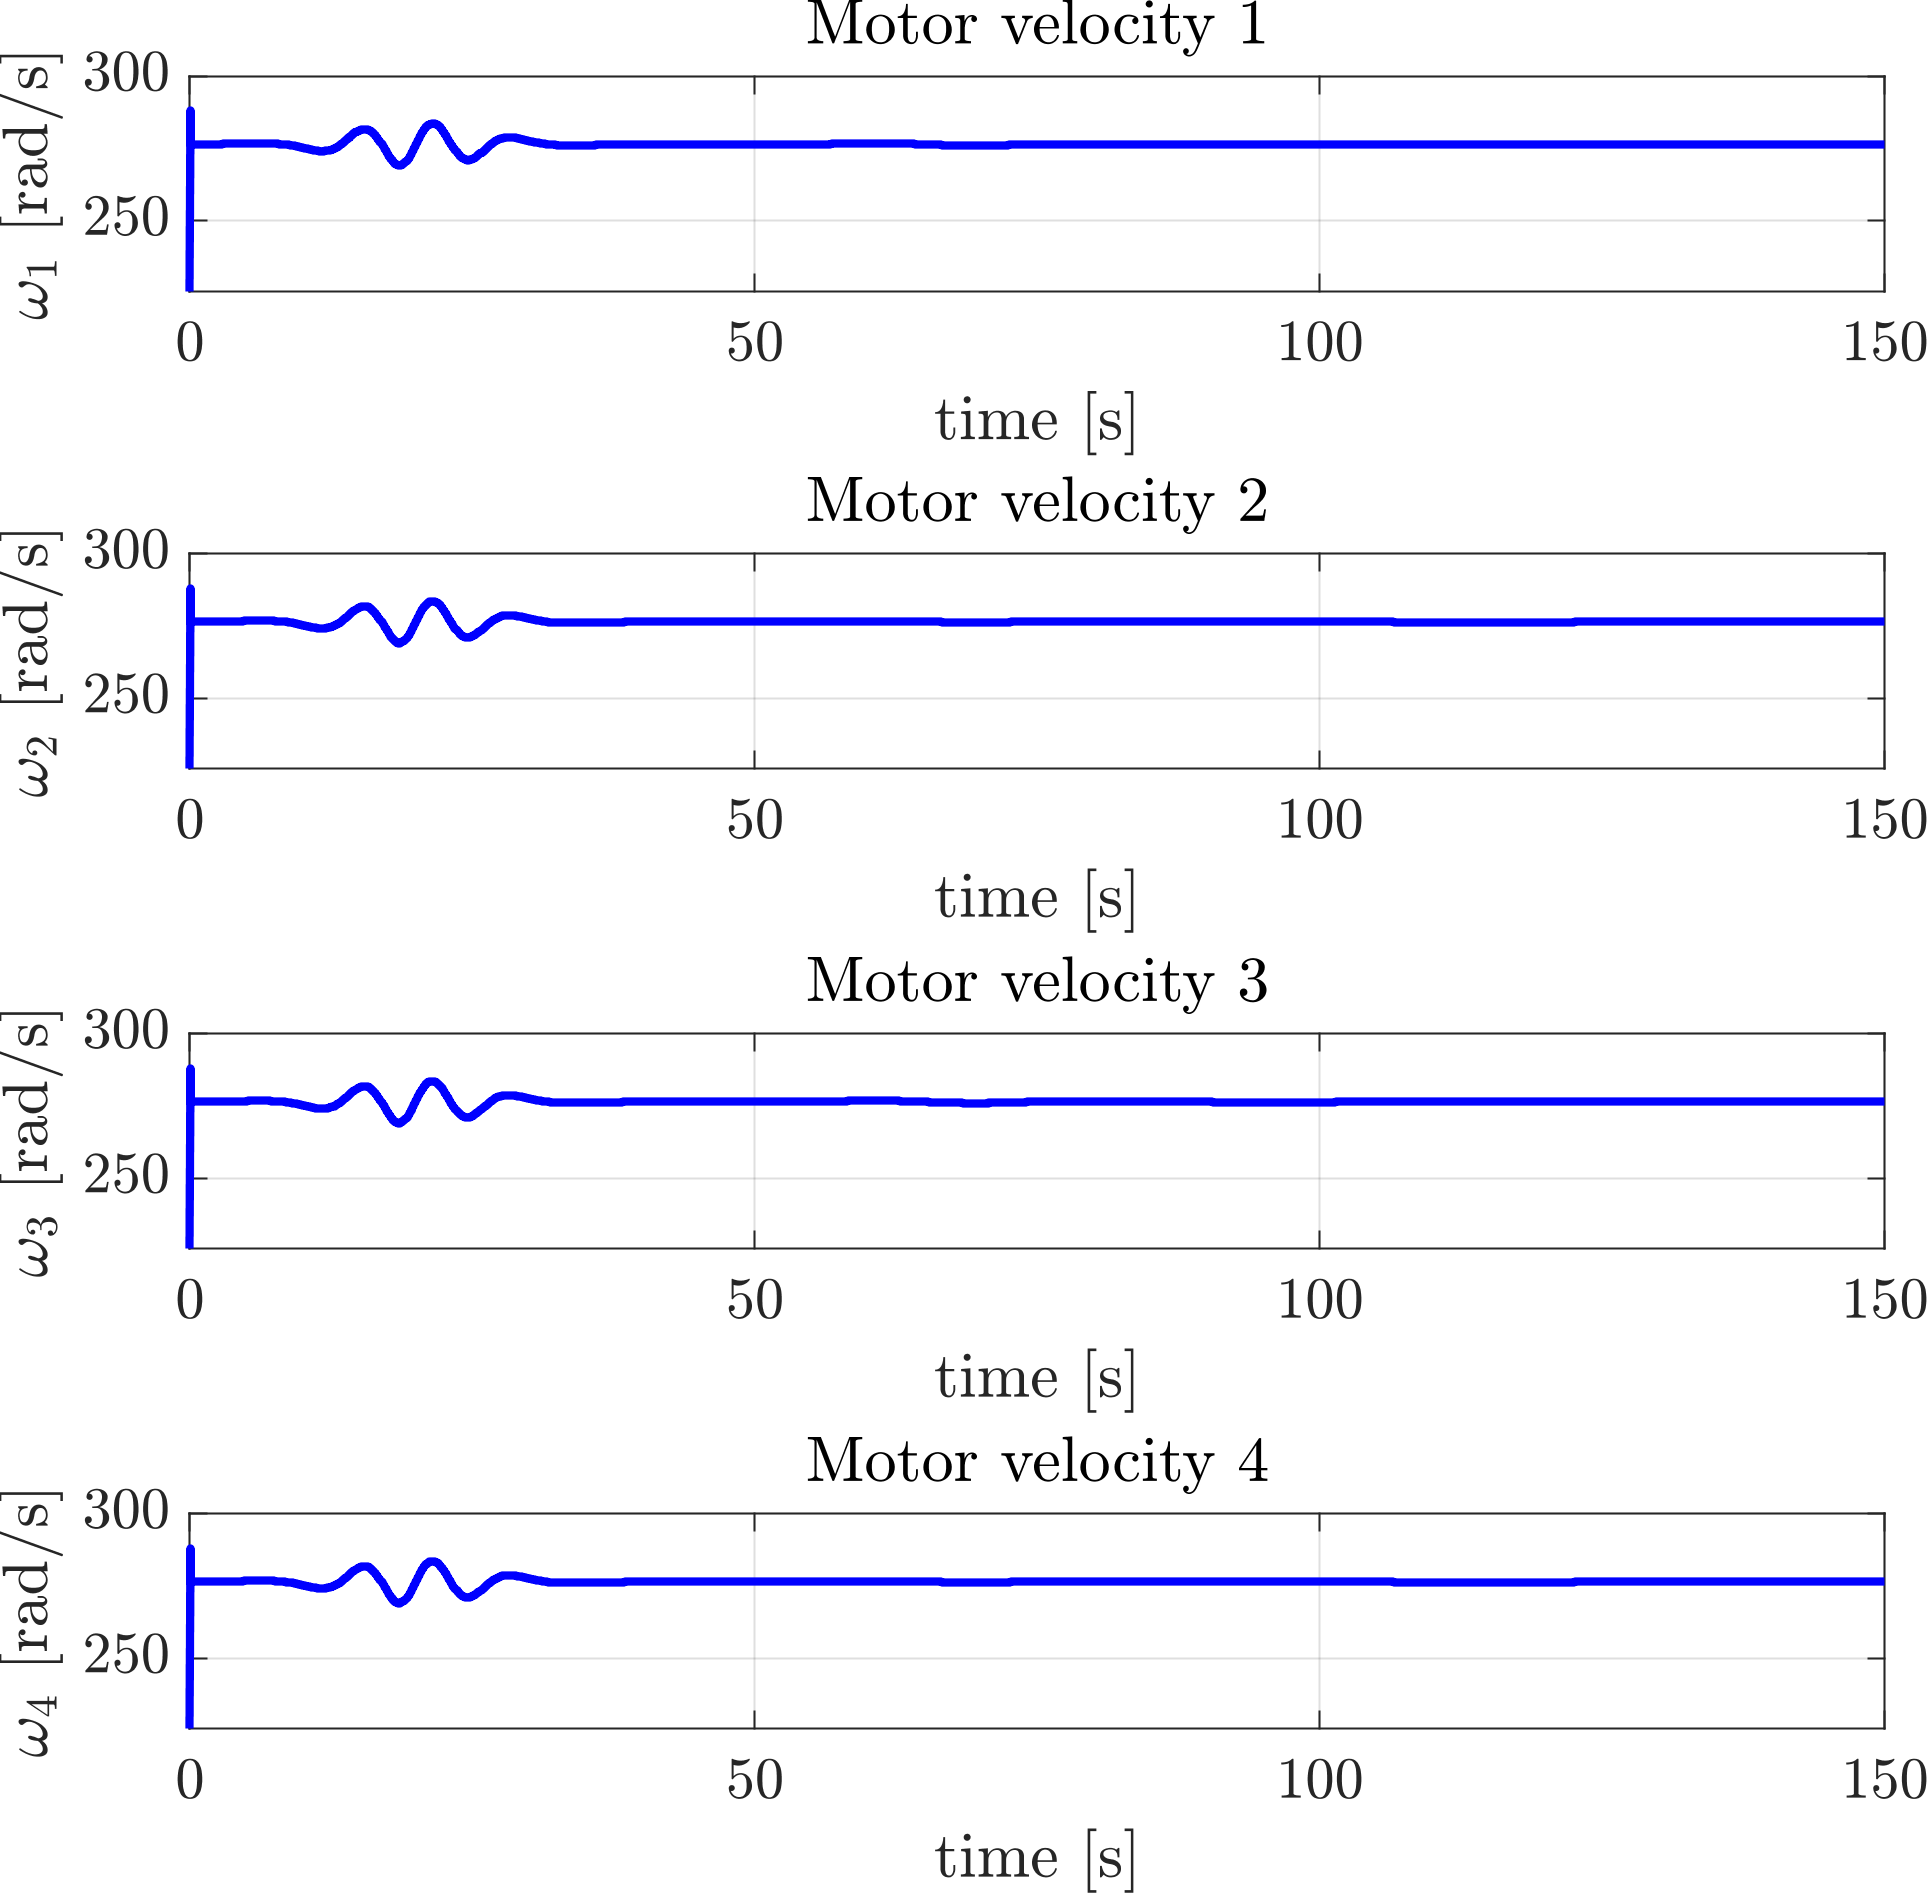 Motor velocity 1
ω1 [rad/s]
300
250
0 50 100 150
time [s]
Motor velocity 2
ω2 [rad/s]
300
250
0 50 100 150
time [s]
Motor velocity 3
ω3 [rad/s]
300
250
0 50 100 150
time [s]
Motor velocity 4
ω4 [rad/s]
300
250
0 50 100 150
time [s]